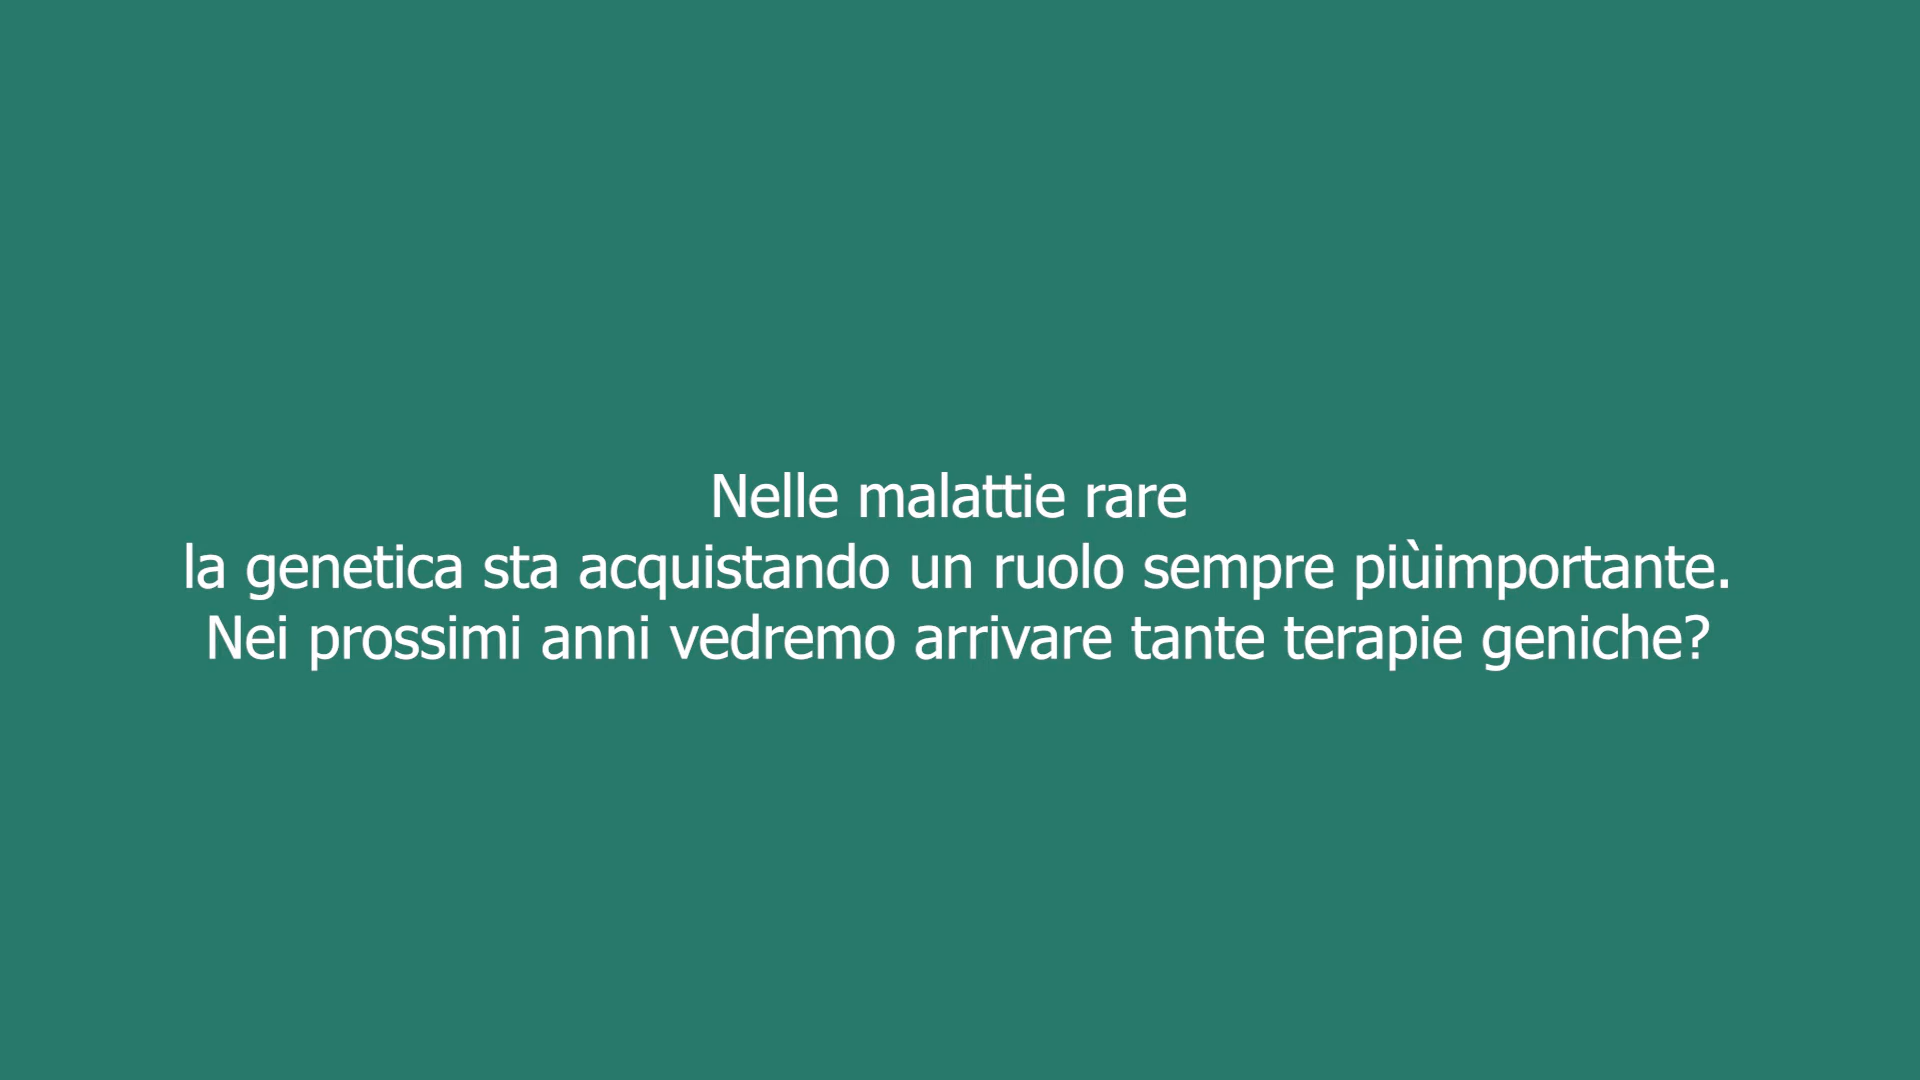 Nelle malattie rare
la genetica sta acquistando un ruolo sempre piùimportante.
Nei prossimi anni vedremo arrivare tante terapie geniche?